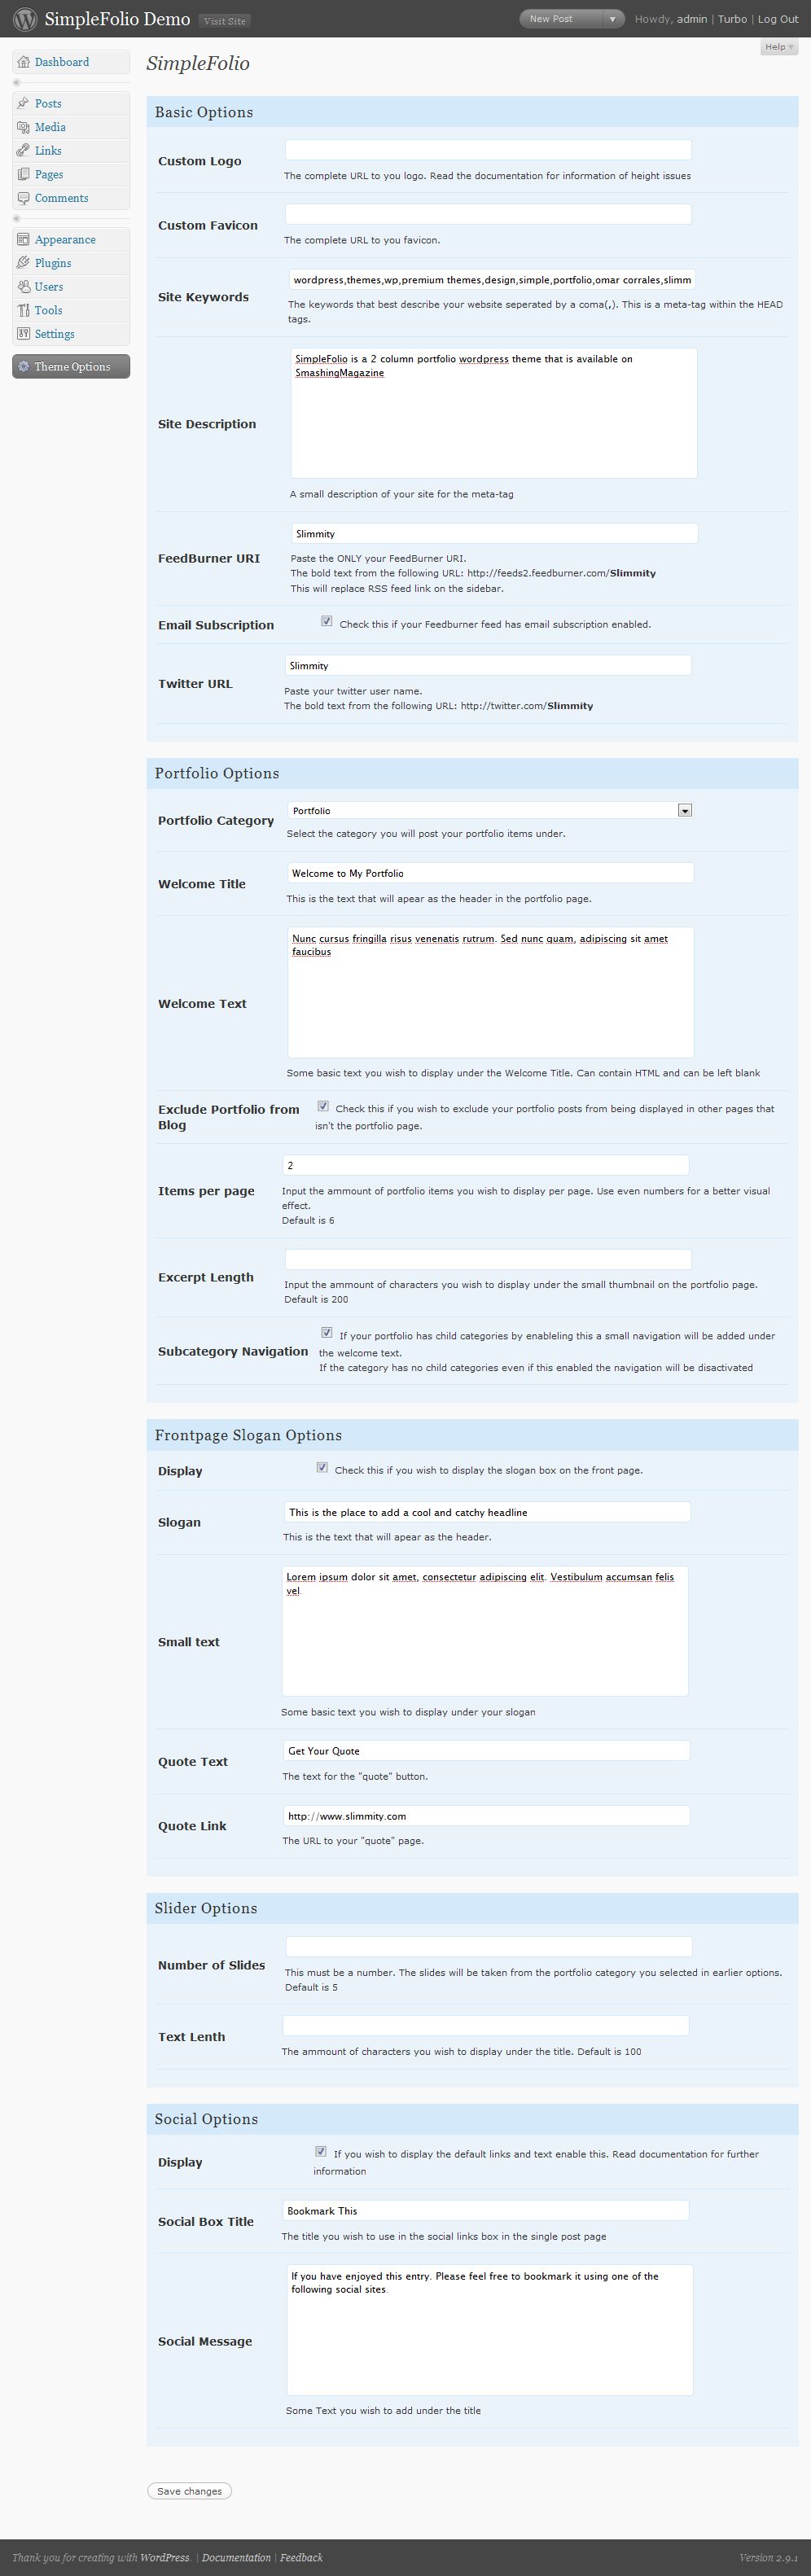 SimpleFolio Demo Visit Site New Post Howdy, admin | Turbo | Log Out
Help
SimpleFolio
Dashboard
Posts
Media
Links
Pages
Comments
Appearance
Plugins
Users
Tools
Settings
Theme Options
Basic Options
Custom Logo
The complete URL to you logo. Read the documentation for information of height issues
Custom Favicon
The complete URL to you favicon.
Site Keywords
wordpress,themes,wp,premium themes,design,simple,portfolio,omar corrales,slimm
The keywords that best describe your website seperated by a coma(,). This is a meta-tag within the HEAD
tags.
Site Description
SimpleFolio is a 2 column portfolio wordpress theme that is available on
SmashingMagazine
A small description of your site for the meta-tag
FeedBurner URI
Slimmity
Paste the ONLY your FeedBurner URI.
The bold text from the following URL: http://feeds2.feedburner.com/Slimmity
This will replace RSS feed link on the sidebar.
Email Subscription
Check this if your Feedburner feed has email subscription enabled.
Twitter URL
Slimmity
Paste your twitter user name.
The bold text from the following URL: http://twitter.com/Slimmity
Portfolio Options
Portfolio Category
Portfolio
Select the category you will post your portfolio items under.
Welcome Title
Welcome to My Portfolio
This is the text that will apear as the header in the portfolio page.
Welcome Text
Nunc cursus fringilla risus venenatis rutrum. Sed nunc quam, adipiscing sit amet
faucibus
Some basic text you wish to display under the Welcome Title. Can contain HTML and can be left blank
Exclude Portfolio from
Blog
Check this if you wish to exclude your portfolio posts from being displayed in other pages that
isn't the portfolio page.
Items per page
2
Input the ammount of portfolio items you wish to display per page. Use even numbers for a better visual
effect.
Default is 6
Excerpt Length
Input the ammount of characters you wish to display under the small thumbnail on the portfolio page.
Default is 200
Subcategory Navigation
If your portfolio has child categories by enableling this a small navigation will be added under
the welcome text.
If the category has no child categories even if this enabled the navigation will be disactivated
Frontpage Slogan Options
Display
Check this if you wish to display the slogan box on the front page.
Slogan
This is the place to add a cool and catchy headline
This is the text that will apear as the header.
Small text
Lorem ipsum dolor sit amet, consectetur adipiscing elit. Vestibulum accumsan felis
vel.
Some basic text you wish to display under your slogan
Quote Text
Get Your Quote
The text for the "quote" button.
Quote Link
http://www.slimmity.com
The URL to your "quote" page.
Slider Options
Number of Slides
This must be a number. The slides will be taken from the portfolio category you selected in earlier options.
Default is 5
Text Lenth
The ammount of characters you wish to display under the title. Default is 100
Social Options
Display
If you wish to display the default links and text enable this. Read documentation for further
information
Social Box Title
Bookmark This
The title you wish to use in the social links box in the single post page
Social Message
If you have enjoyed this entry. Please feel free to bookmark it using one of the
following social sites.
Some Text you wish to add under the title
Save changes
Thank you for creating with WordPress. | Documentation | Feedback Version 2.9.1